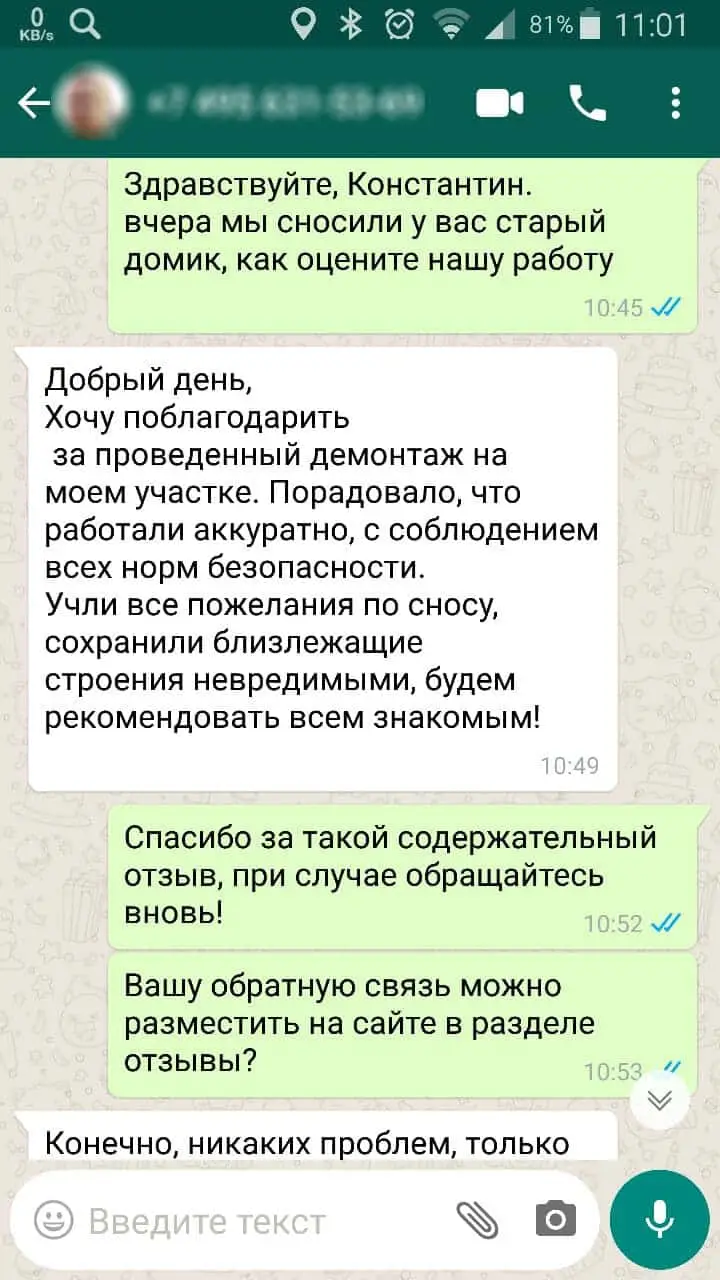 0
KB/s
81%
11:01
Здравствуйте, Константин.
вчера мы сносили у вас старый
домик, как оцените нашу работу
10:45
Добрый день,
Хочу поблагодарить
за проведенный демонтаж на
моем участке. Порадовало, что
работали аккуратно, с соблюдением
всех норм безопасности.
Учли все пожелания по сносу,
сохранили близлежащие
строения невредимыми, будем
рекомендовать всем знакомым!
10:49
Спасибо за такой содержательный
отзыв, при случае обращайтесь
вновь!
10:52
Вашу обратную связь можно
разместить на сайте в разделе
отзывы?
10:53
Конечно, никаких проблем, только
Введите текст